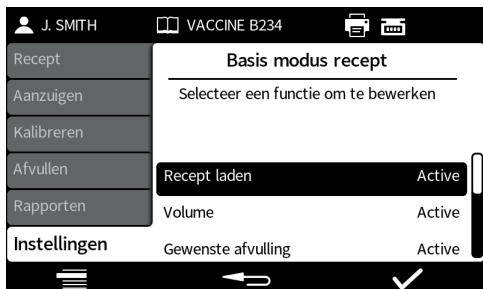 J. SMITH
VACCINE B234
Recept
Aanzuigen
Kalibreren
Afvullen
Rapporten
Instellingen
Basis modus recept
Selecteer een functie om te bewerken
Recept laden Active
Volume Active
Gewenste afvulling Active